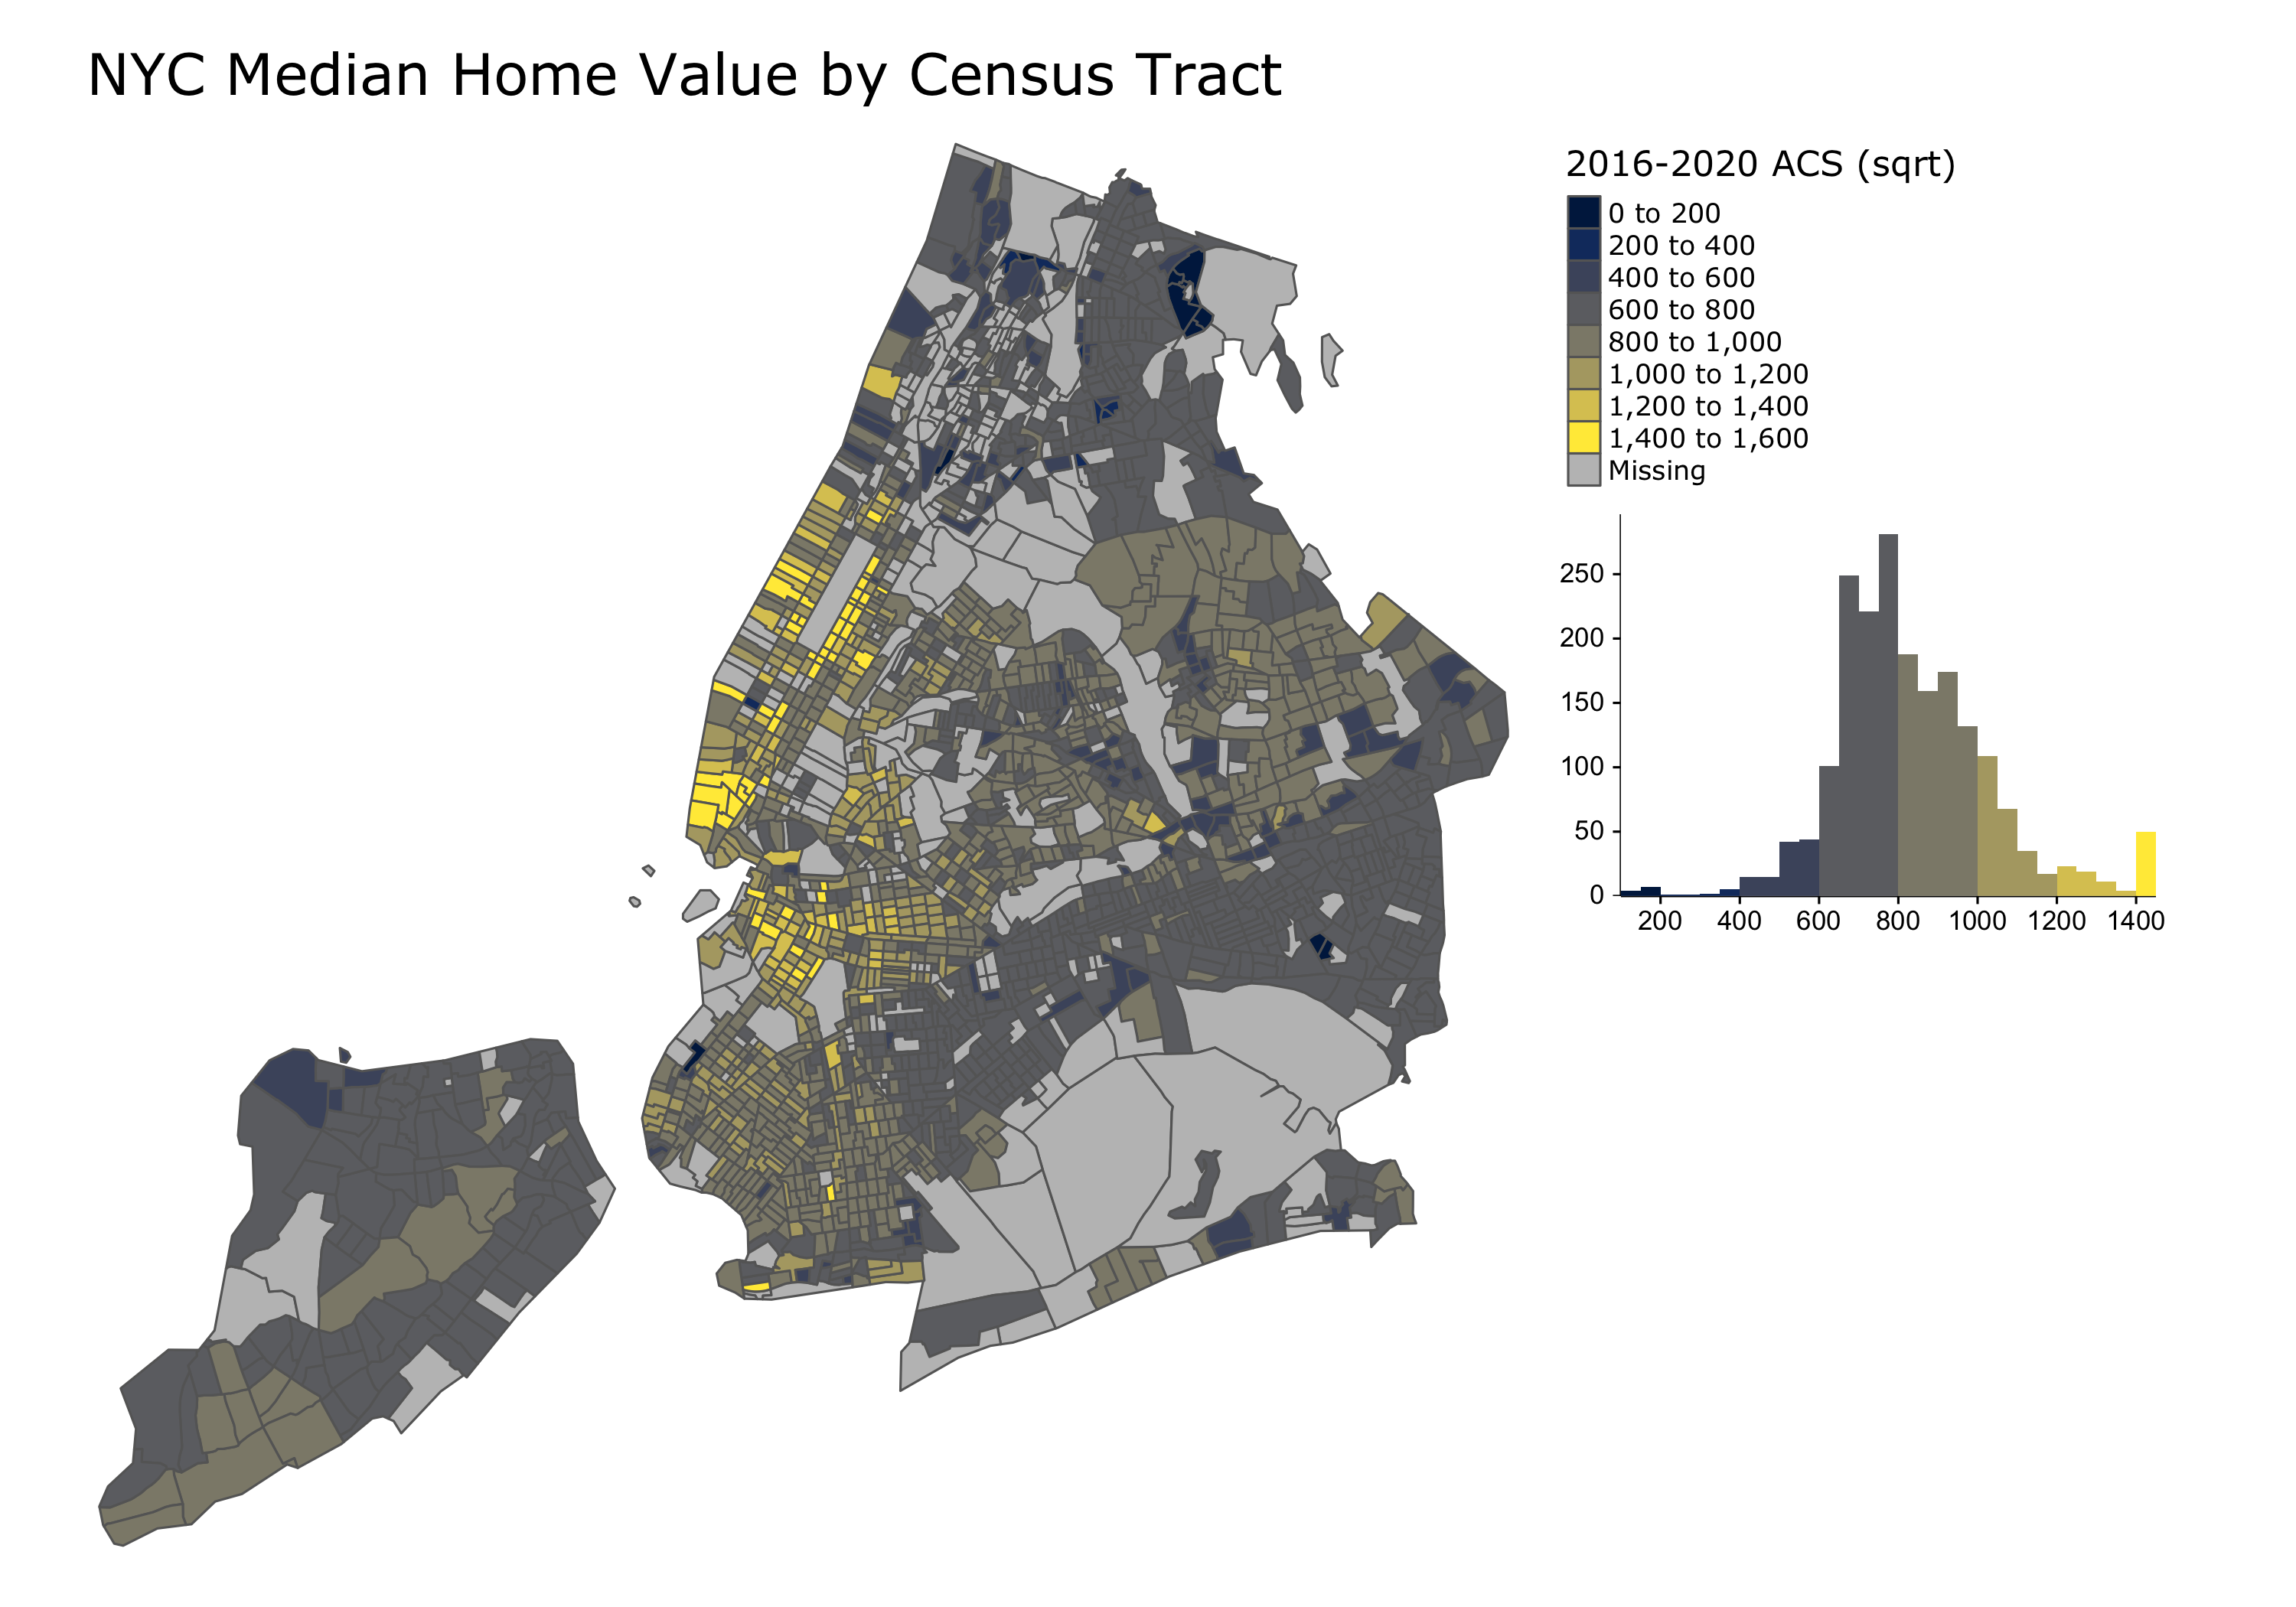 NYC Median Home Value by Census Tract
2016-2020 ACS (sqrt)
0 to 200
200 to 400
400 to 600
600 to 800
800 to 1,000
1,000 to 1,200
1,200 to 1,400
1,400 to 1,600
Missing
250
200
150
100
50
0
200 400 600 800 1000 1200 1400